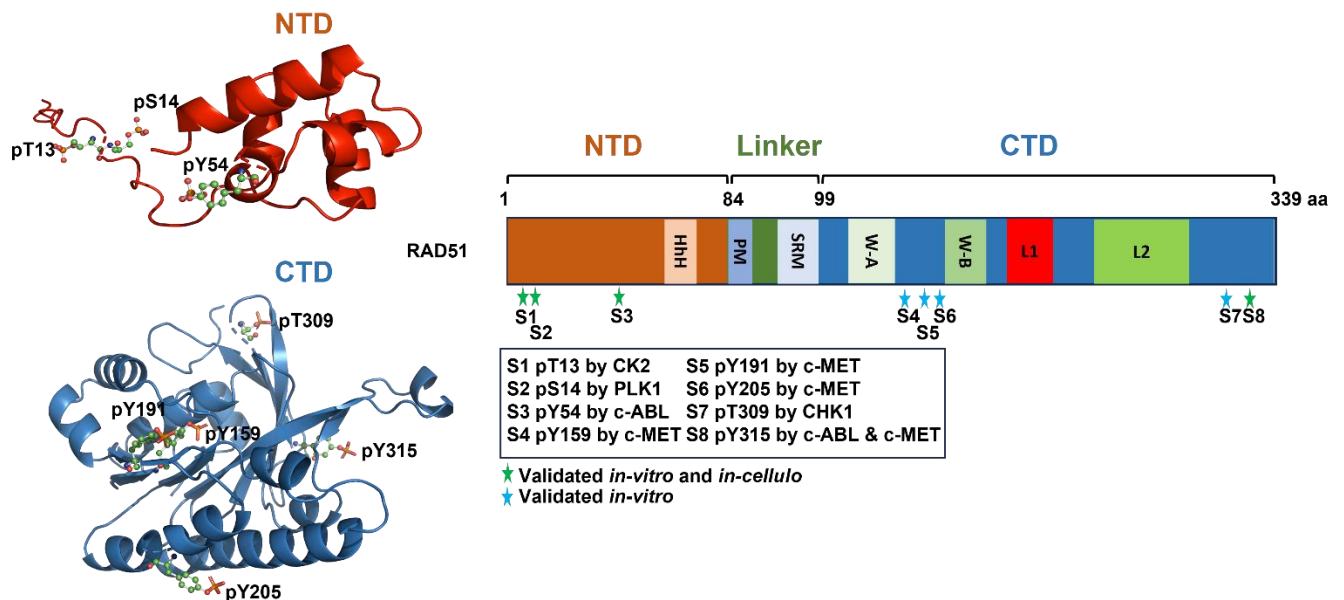 NTD
pS14
pT13
pY54
CTD
pT309
pY191
pY159
pY315
pY205
NTD Linker CTD
1 84 99 339 aa
RAD51
HhH PM SRM W-A W-B L1 L2
S1 S3 S4 S6 S7 S8
S2 S5
S1 pT13 by CK2 S5 pY191 by c-MET
S2 pS14 by PLK1 S6 pY205 by c-MET
S3 pY54 by c-ABL S7 pT309 by CHK1
S4 pY159 by c-MET S8 pY315 by c-ABL & c-MET
Validated in-vitro and in-cellulo
Validated in-vitro